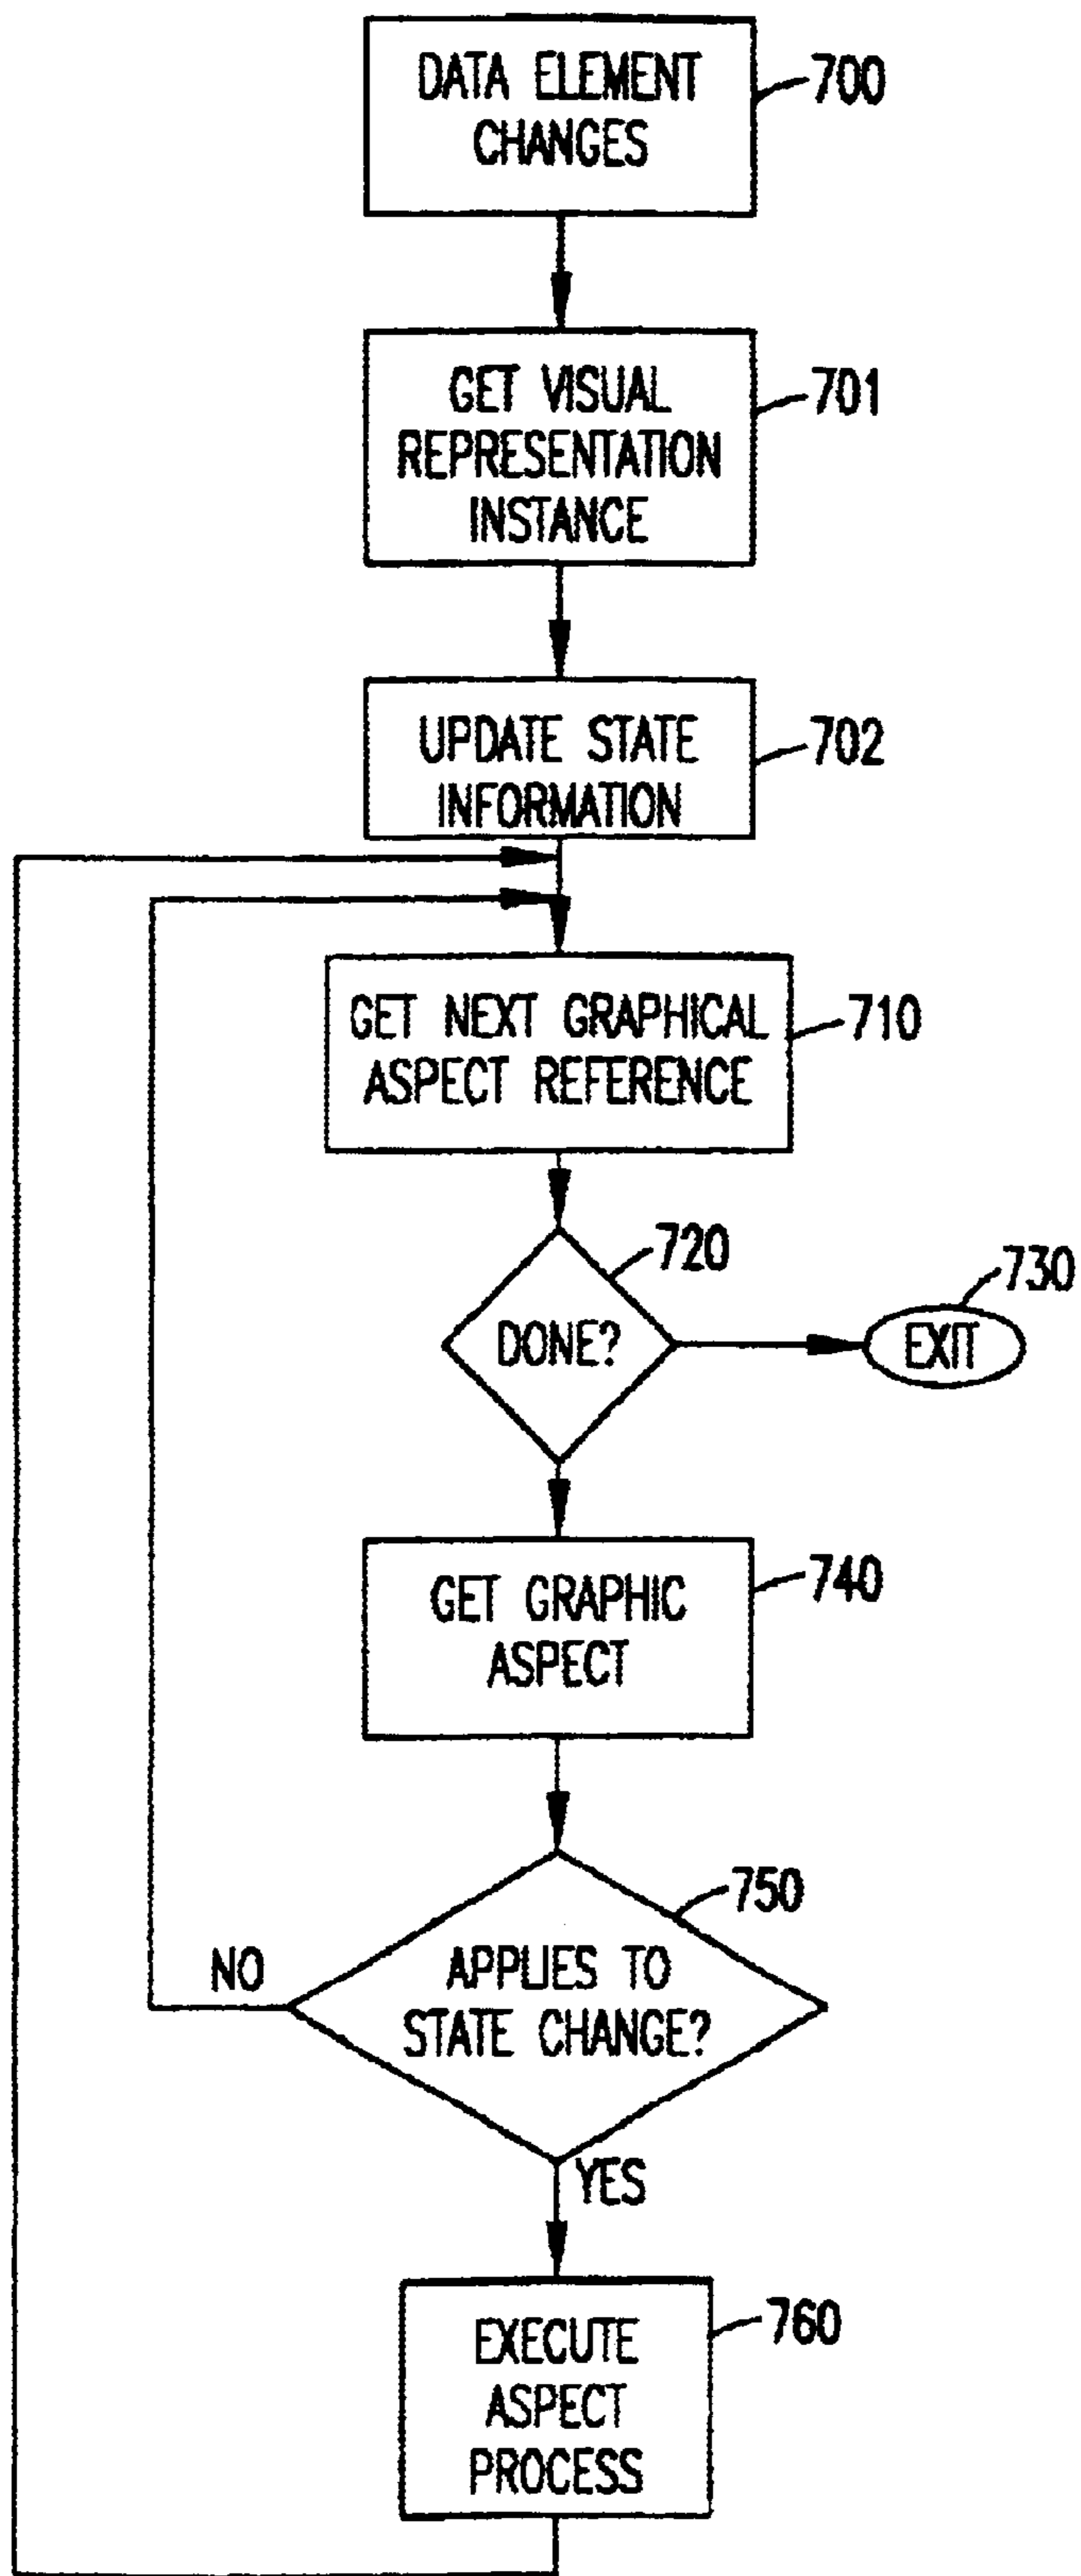 DATA ELEMENT
CHANGES
700
GET VISUAL
REPRESENTATION
INSTANCE
701
UPDATE STATE
INFORMATION
702
GET NEXT GRAPHICAL
ASPECT REFERENCE
710
720
DONE?
730
EXIT
GET GRAPHIC
ASPECT
740
750
NO
APPLIES TO
STATE CHANGE?
YES
EXECUTE
ASPECT
PROCESS
760